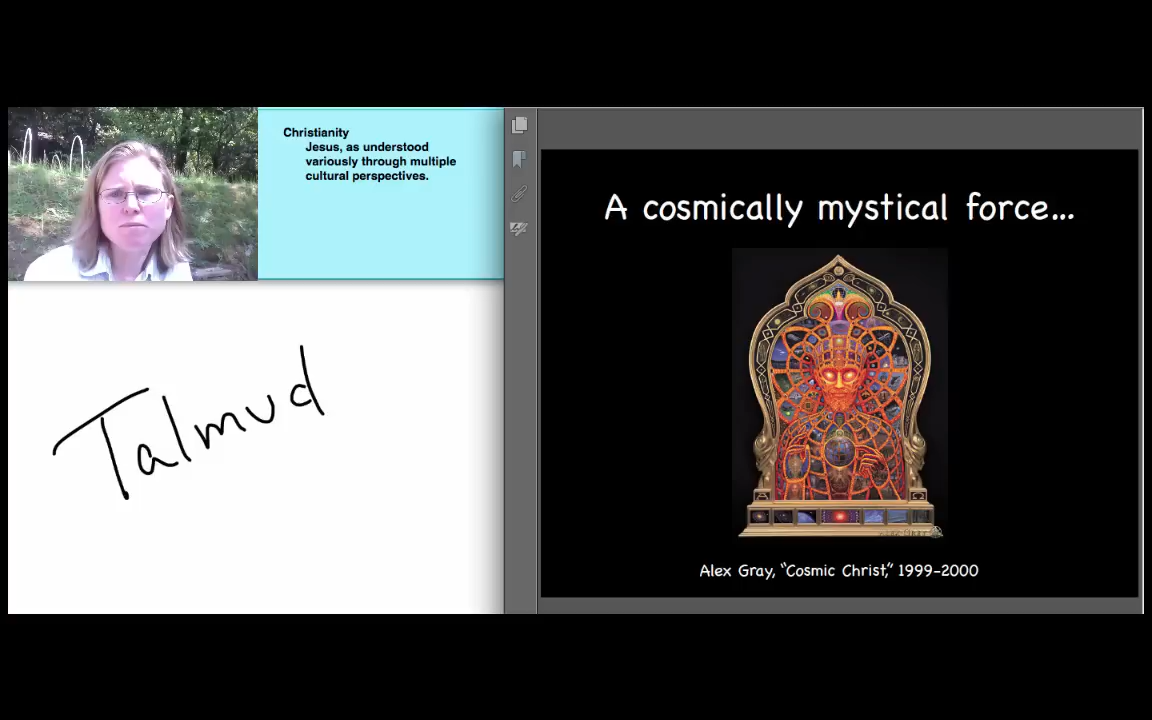 Christianity
Jesus, as understood
variously through multiple
cultural perspectives.
Talmud
A cosmically mystical force...
Alex Gray, “Cosmic Christ,” 1999-2000